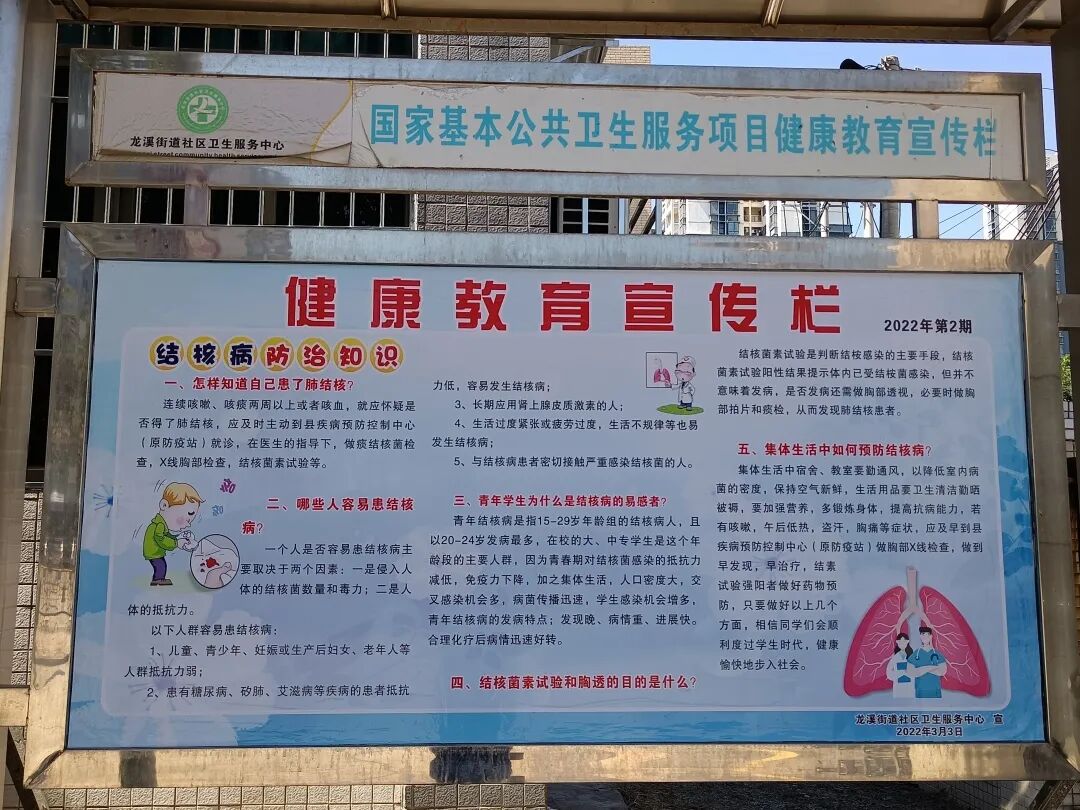 龙溪街道社区卫生服务中心
国家基本公共卫生服务项目健康教育宣传栏
健康教育宣传栏
2022年第2期
结核病防治知识
一、怎样知道自己患了肺结核?
连续咳嗽、咳痰两周以上或者咳血，就应怀疑是
否得了肺结核，应及时主动到县疾病预防控制中心
（原防疫站）就诊，在医生的指导下，做痰结核菌检
查，X线胸部检查，结核菌素试验等。
二、哪些人容易患结核
病?
一个人是否容易患结核病主
要取决于两个因素：一是侵入人
体的结核菌数量和毒力；二是人
体的抵抗力。
以下人群容易患结核病：
1、儿童、青少年、妊娠或生产后妇女、老年人等
人群抵抗力弱；
2、患有糖尿病、矽肺、艾滋病等疾病的患者抵抗
力低，容易发生结核病；
3、长期应用肾上腺皮质激素的人；
4、生活过度紧张或疲劳过度，生活不规律等也易
发生结核病；
5、与结核病患者密切接触严重感染结核菌的人。
三、青年学生为什么是结核病的易感者?
青年结核病是指15-29岁年龄组的结核病人，且
以20-24岁发病最多，在校的大、中专学生是这个年
龄段的主要人群，因为青春期对结核感染的抵抗力
减低，免疫力下降，加之集体生活，人口密度大，交
叉感染机会多，病菌传播迅速，学生感染机会增多，
青年结核病的发病特点；发现晚、病情重、进展快。
合理化疗后病情迅速好转。
四、结核菌素试验和胸透的目的是什么?
结核菌素试验是判断结核感染的主要手段，结核
菌素试验阳性结果提示体内已受结核菌感染，但并不
意味着发病，是否发病还需做胸部透视，必要时做胸
部拍片和痰检，从而发现肺结核患者。
五、集体生活中如何预防结核病?
集体生活中宿舍、教室要勤通风，以降低室内病
菌的密度，保持空气新鲜，生活用品要卫生清洁勤晒
被褥，要加强营养，多锻炼身体，提高抗病能力，若
有咳嗽，午后低热，盗汗，胸痛等症状，应及早到县
疾病预防控制中心（原防疫站）做胸部X线检查，做到
早发现，早治疗，结素
试验强阳者做好药物预
防，只要做好以上几个
方面，相信同学们会顺
利度过学生时代，健康
愉快地步入社会。
龙溪街道社区卫生服务中心 宣
2022年3月3日